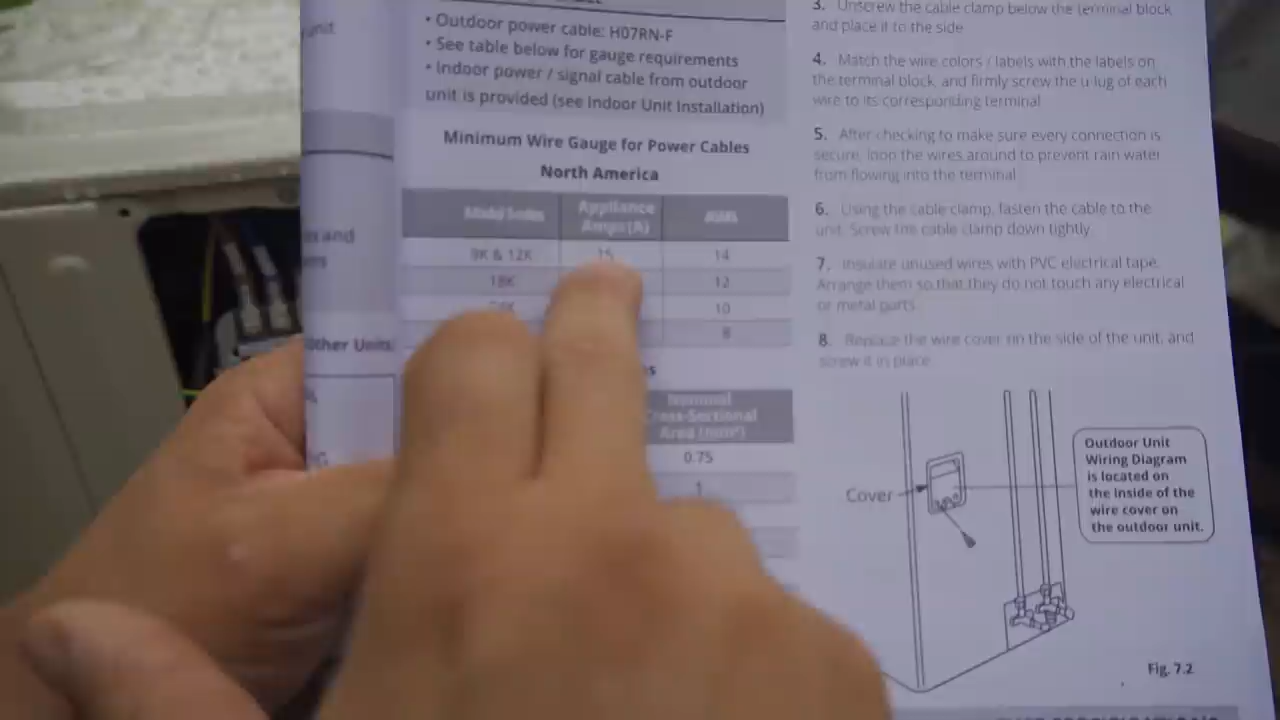 unit
• Outdoor power cable: H07RN-F
• See table below for gauge requirements
• Indoor power / signal cable from outdoor
unit is provided (see Indoor Unit Installation)
Minimum Wire Gauge for Power Cables
North America
Appliance
Amps (A)
9K & 12K 15 14
18K 12
10
8
Nominal
Cross-Sectional
Area (mm²)
0.75
1
and
Other Units
3. Unscrew the cable clamp below the terminal block
and place it to the side
4. Match the wire colors / labels with the labels on
the terminal block, and firmly screw the u-lug of each
wire to its corresponding terminal
5. After checking to make sure every connection is
secure, loop the wires around to prevent rain water
from flowing into the terminal
6. Using the cable clamp, fasten the cable to the
unit. Screw the cable clamp down tightly.
7. Insulate unused wires with PVC electrical tape.
Arrange them so that they do not touch any electrical
or metal parts.
8. Replace the wire cover on the side of the unit, and
screw it in place.
Cover
Outdoor Unit
Wiring Diagram
is located on
the inside of the
wire cover on
the outdoor unit.
Fig. 7.2